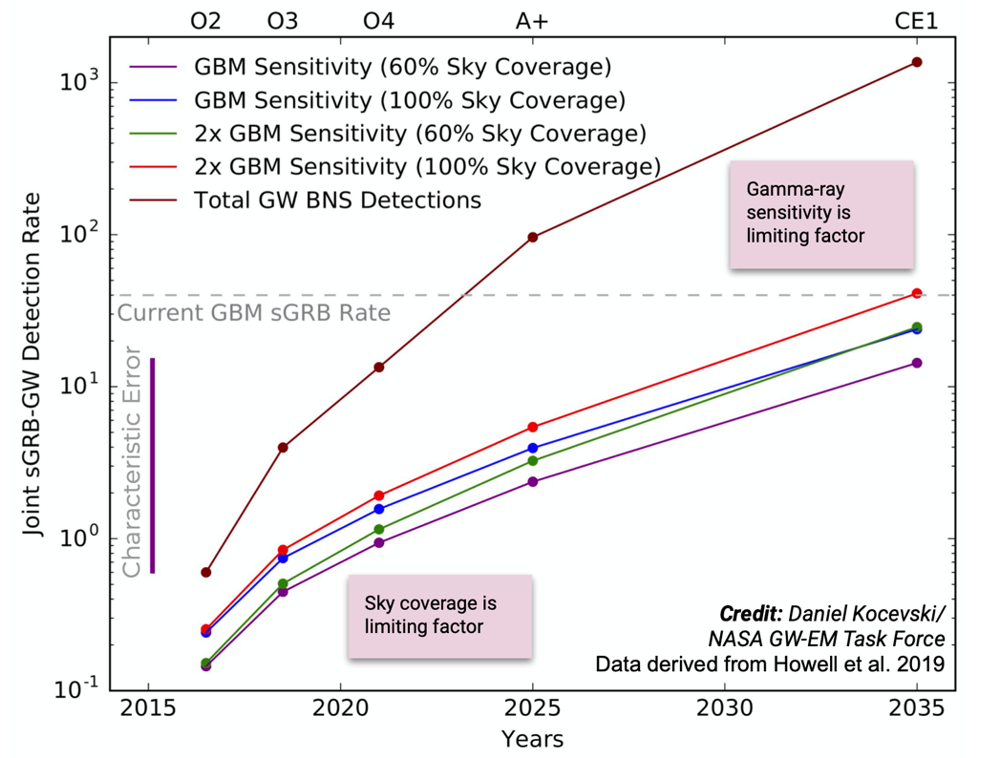 O2 O3 O4 A+ CE1
GBM Sensitivity (60% Sky Coverage)
GBM Sensitivity (100% Sky Coverage)
2x GBM Sensitivity (60% Sky Coverage)
2x GBM Sensitivity (100% Sky Coverage)
Total GW BNS Detections
Gamma-ray
sensitivity is
limiting factor
Current GBM sGRB Rate
Characteristic Error
Sky coverage is
limiting factor
Credit: Daniel Kocevski/
NASA GW-EM Task Force
Data derived from Howell et al. 2019
Joint sGRB-GW Detection Rate
10³
10²
10¹
10⁰
10⁻¹
2015 2020 2025 2030 2035
Years